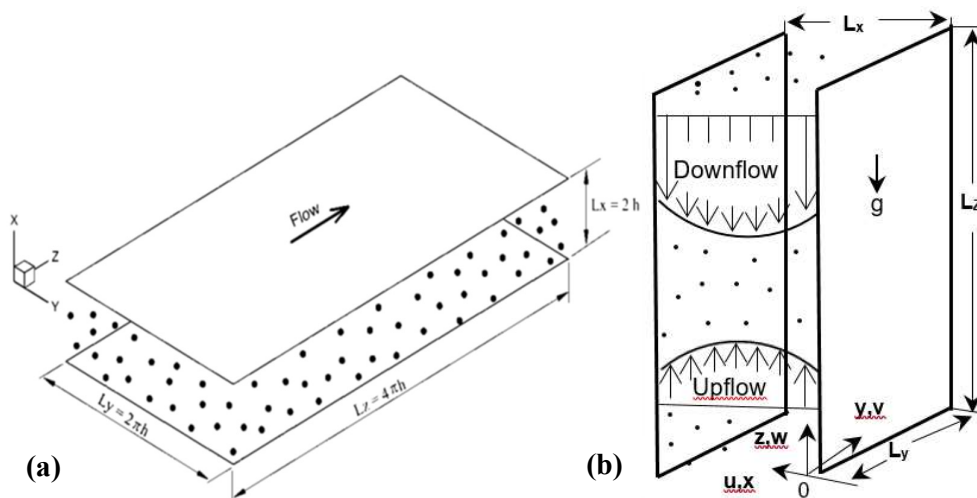 X
Z
Y
Flow
Lx = 2 h
Ly = 2πh
Lz = 4πh
(a)
Lx
Downflow
g
Lz
Upflow
y,v
z,w
Ly
u,x
0
(b)